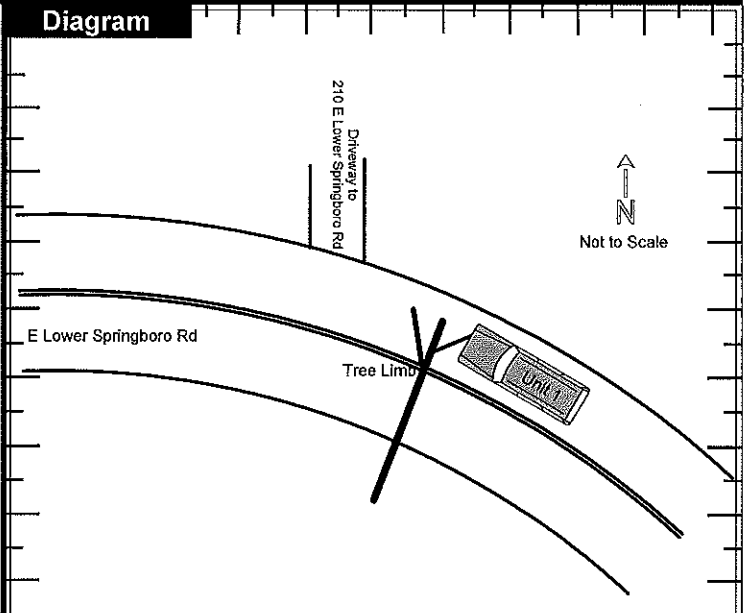 Diagram
Driveway to
210 E Lower Springboro Rd
N
Not to Scale
E Lower Springboro Rd
Tree Limb
Unit 1